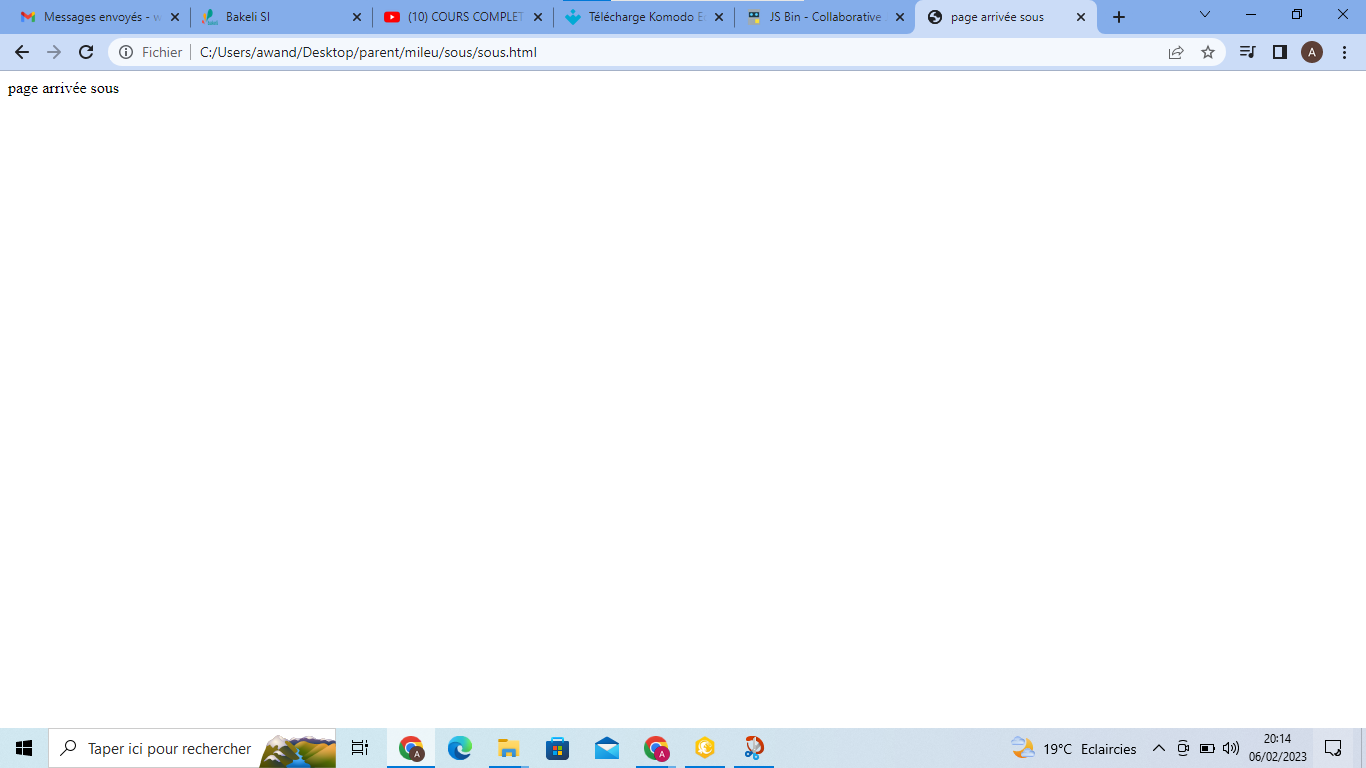 Messages envoyés - w
Bakeli SI
(10) COURS COMPLET
Télécharge Komodo E
JS Bin - Collaborative
page arrivée sous
Fichier
C:/Users/awand/Desktop/parent/mileu/sous/sous.html
A
page arrivée sous
Taper ici pour rechercher
A
A
19°C Eclaircies
20:14
06/02/2023